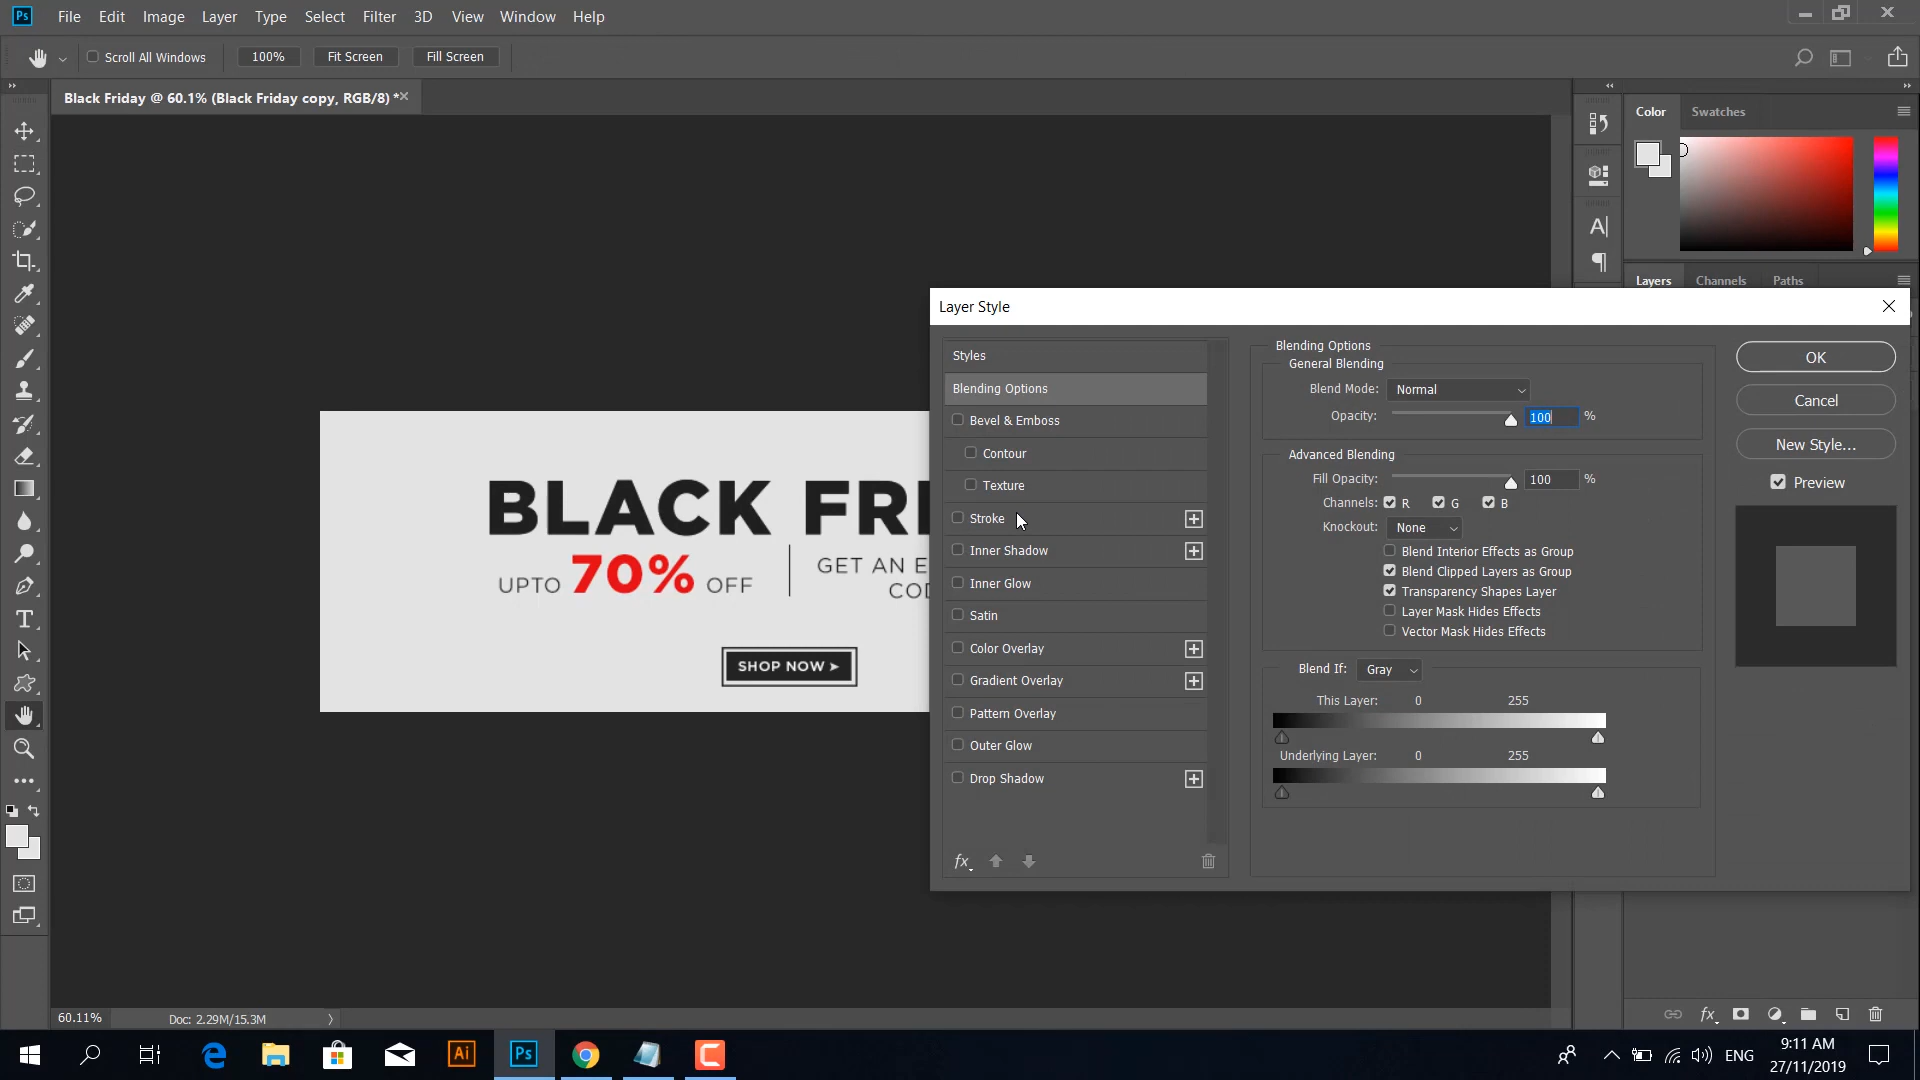 Ps File Edit Image Layer Type Select Filter 3D View Window Help
Scroll All Windows 100% Fit Screen Fill Screen
Black Friday @ 60.1% (Black Friday copy, RGB/8) *
Color Swatches
Layers Channels Paths
Layer Style
Styles
Blending Options
Bevel & Emboss
Contour
Texture
Stroke
Inner Shadow
Inner Glow
Satin
Color Overlay
Gradient Overlay
Pattern Overlay
Outer Glow
Drop Shadow
fx
Blending Options
General Blending
Blend Mode: Normal
Opacity: 100 %
Advanced Blending
Fill Opacity: 100 %
Channels: R G B
Knockout: None
Blend Interior Effects as Group
Blend Clipped Layers as Group
Transparency Shapes Layer
Layer Mask Hides Effects
Vector Mask Hides Effects
Blend If: Gray
This Layer: 0 255
Underlying Layer: 0 255
OK
Cancel
New Style...
Preview
BLACK FRI
UPTO 70% OFF
GET AN E
COD
SHOP NOW
60.11% Doc: 2.29M/15.3M
fx
Ai Ps
ENG
9:11 AM
27/11/2019